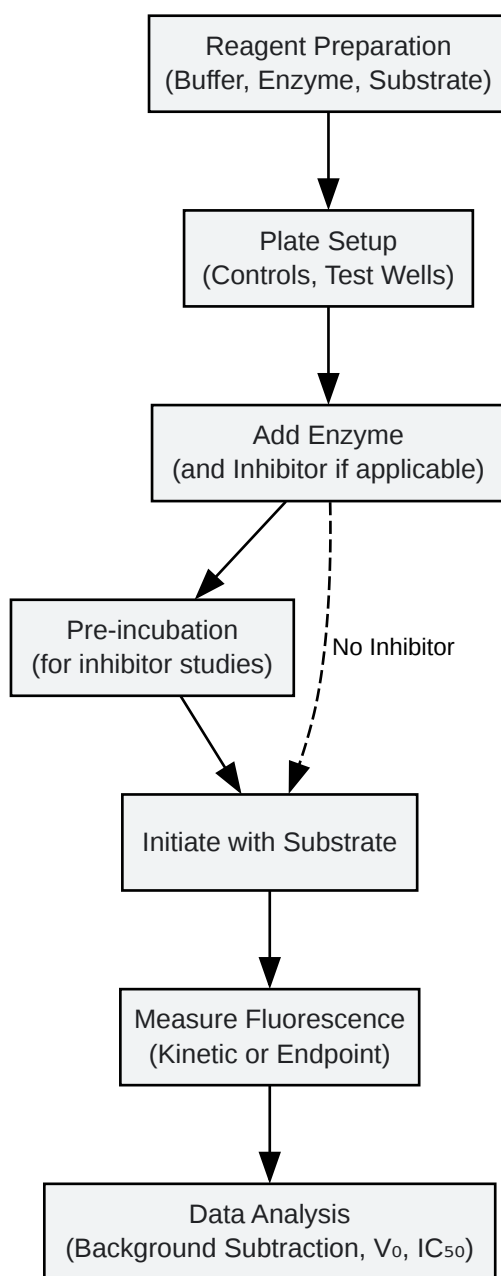 Reagent Preparation
(Buffer, Enzyme, Substrate)
Plate Setup
(Controls, Test Wells)
Add Enzyme
(and Inhibitor if applicable)
Pre-incubation
(for inhibitor studies)
No Inhibitor
Initiate with Substrate
Measure Fluorescence
(Kinetic or Endpoint)
Data Analysis
(Background Subtraction, V₀, IC₅₀)